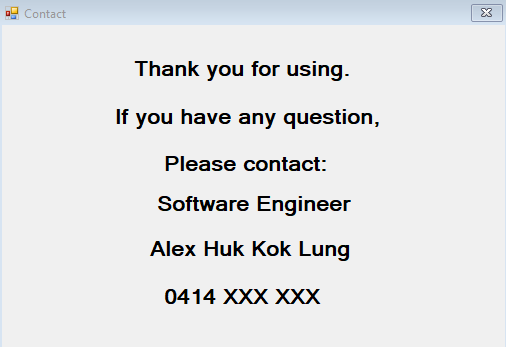 Contact
Thank you for using.
If you have any question,
Please contact:
Software Engineer
Alex Huk Kok Lung
0414 XXX XXX